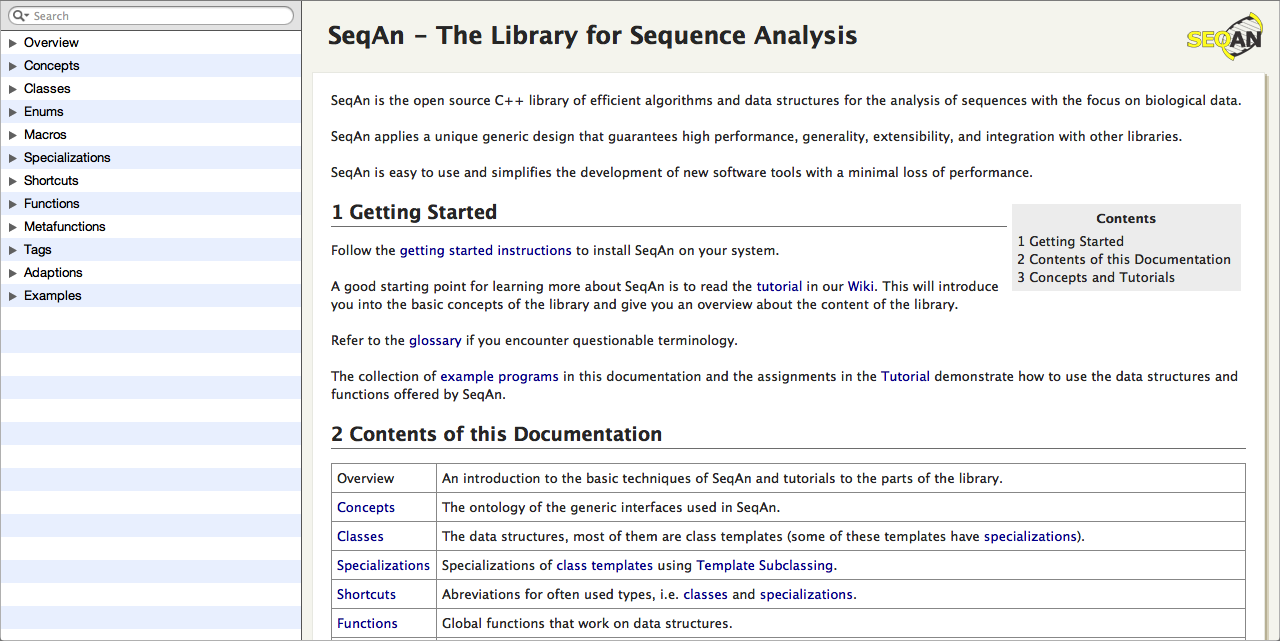 Search
Overview
Concepts
Classes
Enums
Macros
Specializations
Shortcuts
Functions
Metafunctions
Tags
Adaptions
Examples
SeqAn - The Library for Sequence Analysis
SEQAN
SeqAn is the open source C++ library of efficient algorithms and data structures for the analysis of sequences with the focus on biological data.
SeqAn applies a unique generic design that guarantees high performance, generality, extensibility, and integration with other libraries.
SeqAn is easy to use and simplifies the development of new software tools with a minimal loss of performance.
1 Getting Started
Contents
1 Getting Started
2 Contents of this Documentation
3 Concepts and Tutorials
Follow the getting started instructions to install SeqAn on your system.
A good starting point for learning more about SeqAn is to read the tutorial in our Wiki. This will introduce
you into the basic concepts of the library and give you an overview about the content of the library.
Refer to the glossary if you encounter questionable terminology.
The collection of example programs in this documentation and the assignments in the Tutorial demonstrate how to use the data structures and
functions offered by SeqAn.
2 Contents of this Documentation
Overview An introduction to the basic techniques of SeqAn and tutorials to the parts of the library.
Concepts The ontology of the generic interfaces used in SeqAn.
Classes The data structures, most of them are class templates (some of these templates have specializations).
Specializations Specializations of class templates using Template Subclassing.
Shortcuts Abreviations for often used types, i.e. classes and specializations.
Functions Global functions that work on data structures.